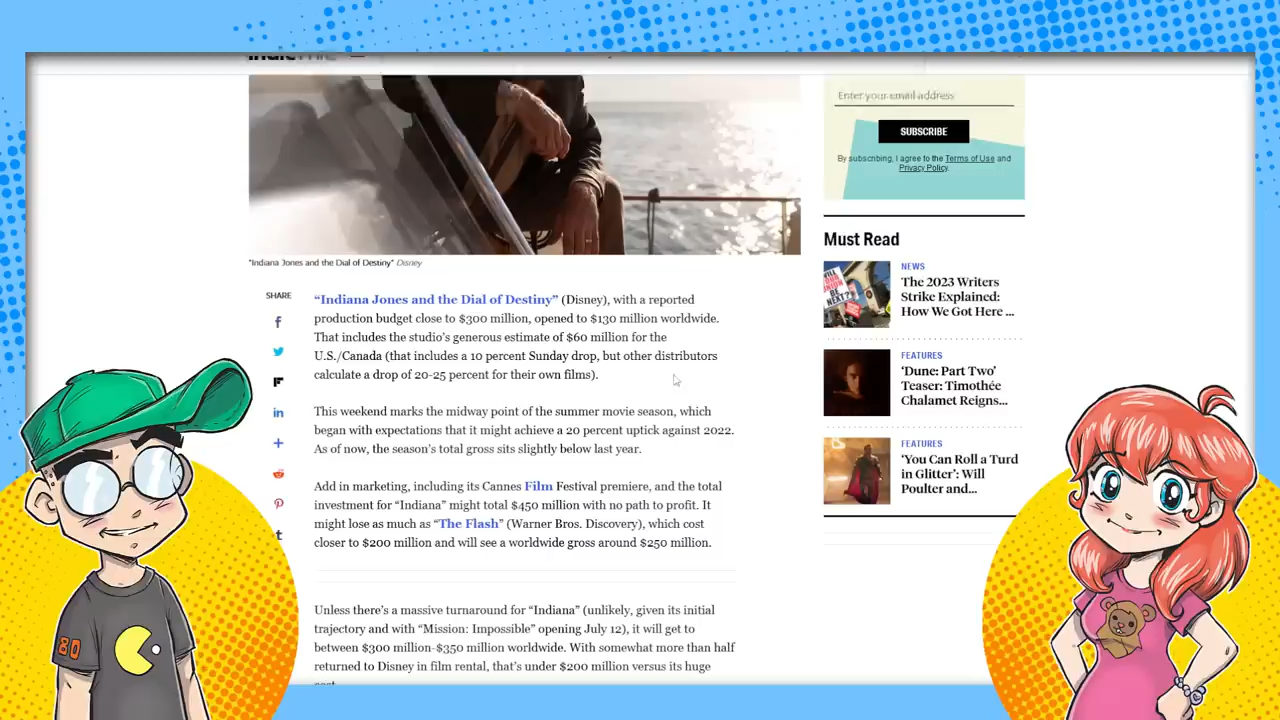 Enter your email address
SUBSCRIBE
By subscribing, I agree to the Terms of Use and
Privacy Policy.
Must Read
NEWS
The 2023 Writers
Strike Explained:
How We Got Here ...
FEATURES
‘Dune: Part Two’
Teaser: Timothée
Chalamet Reigns...
FEATURES
‘You Can Roll a Turd
in Glitter’: Will
Poulter and...
"Indiana Jones and the Dial of Destiny" Disney
SHARE
“Indiana Jones and the Dial of Destiny” (Disney), with a reported
production budget close to $300 million, opened to $130 million worldwide.
That includes the studio’s generous estimate of $60 million for the
U.S./Canada (that includes a 10 percent Sunday drop, but other distributors
calculate a drop of 20-25 percent for their own films).
This weekend marks the midway point of the summer movie season, which
began with expectations that it might achieve a 20 percent uptick against 2022.
As of now, the season’s total gross sits slightly below last year.
Add in marketing, including its Cannes Film Festival premiere, and the total
investment for “Indiana” might total $450 million with no path to profit. It
might lose as much as “The Flash” (Warner Bros. Discovery), which cost
closer to $200 million and will see a worldwide gross around $250 million.
Unless there’s a massive turnaround for “Indiana” (unlikely, given its initial
trajectory and with “Mission: Impossible” opening July 12), it will get to
between $300 million-$350 million worldwide. With somewhat more than half
returned to Disney in film rental, that’s under $200 million versus its huge
80